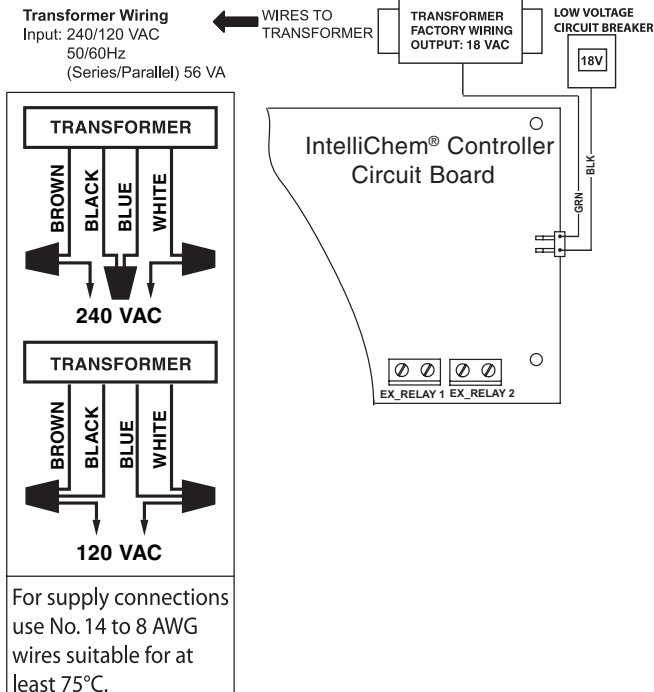 Transformer Wiring
Input: 240/120 VAC
50/60Hz
(Series/Parallel) 56 VA
WIRES TO
TRANSFORMER
TRANSFORMER
FACTORY WIRING
OUTPUT: 18 VAC
LOW VOLTAGE
CIRCUIT BREAKER
18V
IntelliChem® Controller
Circuit Board
GRN
BLK
EX_RELAY 1 EX_RELAY 2
TRANSFORMER
BROWN
BLACK
BLUE
WHITE
240 VAC
TRANSFORMER
BROWN
BLACK
BLUE
WHITE
120 VAC
For supply connections
use No. 14 to 8 AWG
wires suitable for at
least 75°C.